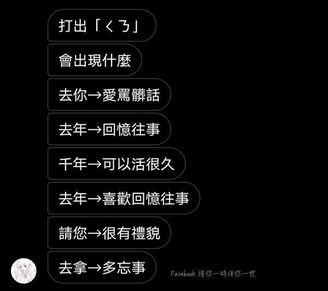 打出「ㄑㄋ」
會出現什麼
去你→愛罵髒話
去年→回憶往事
千年→可以活很久
去年→喜歡回憶往事
請您→很有禮貌
去拿→多忘事
Facebook 陪你一時伴你一世